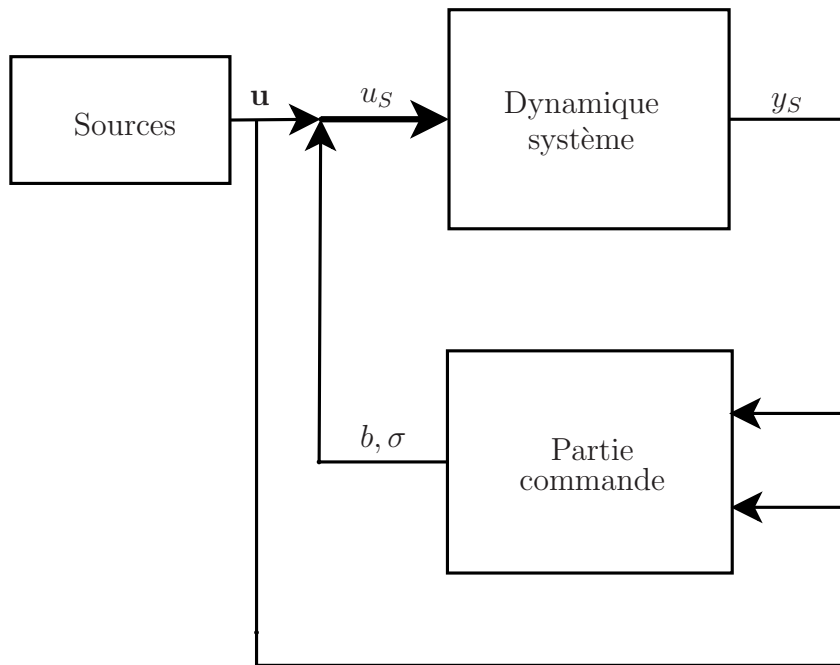 Sources
u
u_S
Dynamique
système
y_S
b, σ
Partie
commande